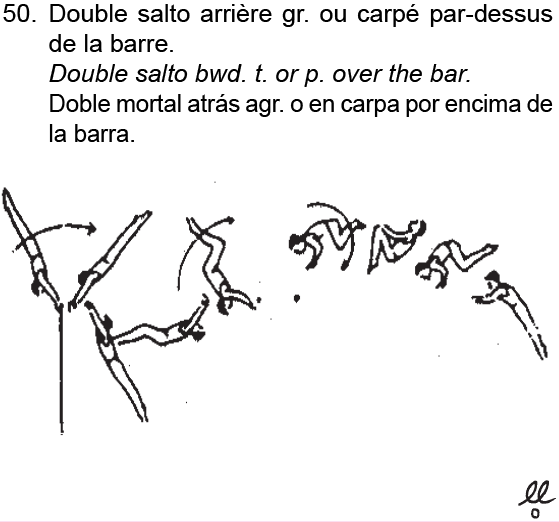 50. Double salto arrière gr. ou carpé par-dessus
de la barre.
Double salto bwd. t. or p. over the bar.
Doble mortal atrás agr. o en carpa por encima de
la barra.